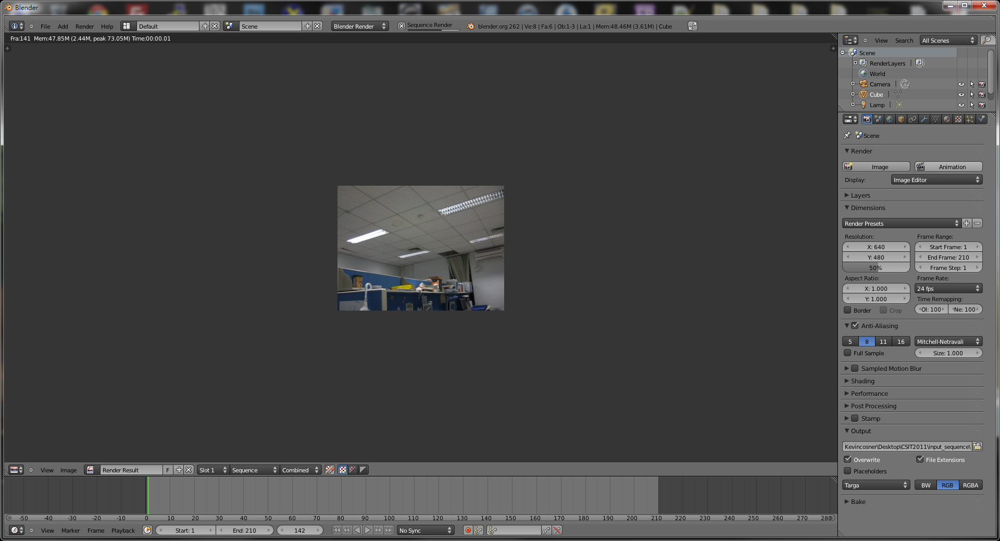 Blender
File Add Render Help Default Scene Blender Render Sequence Render blender.org 262 | Ve:8 | Fa:6 | Ob:1-3 | La:1 | Mem:48.46M (3.61M) | Cube
Fra:141 Mem:47.85M (2.44M, peak 73.05M) Time:00:00.01
View Search All Scenes
Scene
RenderLayers
World
Camera
Cube
Lamp
Scene
Render
Image Animation
Display: Image Editor
Layers
Dimensions
Render Presets
Resolution: Frame Range:
X: 640 Start Frame: 1
Y: 480 End Frame: 210
50% Frame Step: 1
Aspect Ratio: Frame Rate:
X: 1.000 24 fps
Y: 1.000 Time Remapping:
Border Crop Ol: 100 Ne: 100
Anti-Aliasing
5 8 11 16 Mitchell-Netravali
Full Sample Size: 1.000
Sampled Motion Blur
Shading
Performance
Post Processing
Stamp
Output
Kevincosner\Desktop\CSIT2011\input_sequence\
Overwrite File Extensions
Placeholders
Targa BW RGB RGBA
Bake
View Image Render Result F Slot 1 Sequence Combined
-50 -40 -30 -20 -10 0 10 20 30 40 50 60 70 80 90 100 110 120 130 140 150 160 170 180 190 200 210 220 230 240 250 260 270 280
View Marker Frame Playback Start: 1 End: 210 142 No Sync